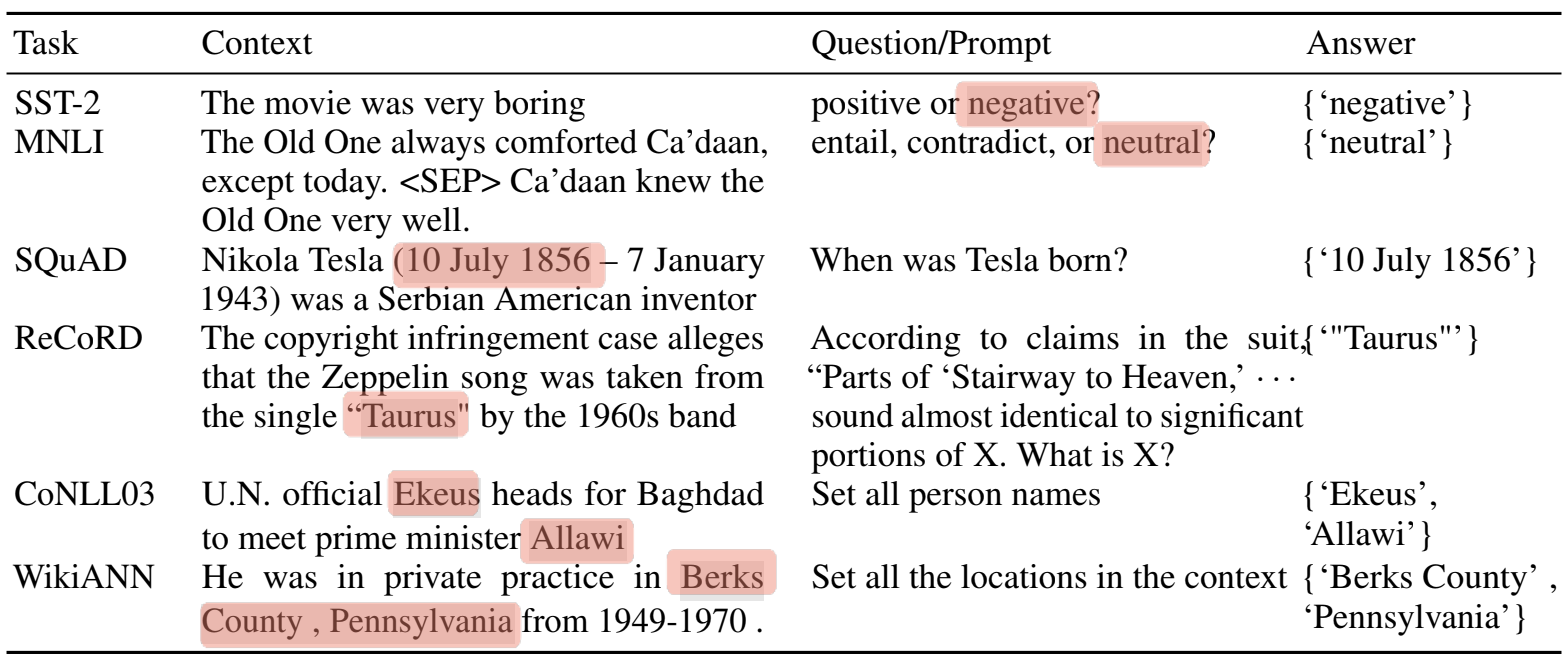 Task Context Question/Prompt Answer
SST-2 The movie was very boring positive or negative? {‘negative’}
MNLI The Old One always comforted Ca’daan, entail, contradict, or neutral? {‘neutral’}
except today. <SEP> Ca’daan knew the
Old One very well.
SQuAD Nikola Tesla (10 July 1856 – 7 January When was Tesla born? {‘10 July 1856’}
1943) was a Serbian American inventor
ReCoRD The copyright infringement case alleges According to claims in the suit, {‘"Taurus"’}
that the Zeppelin song was taken from “Parts of ‘Stairway to Heaven,’ · · ·
the single “Taurus" by the 1960s band sound almost identical to significant
portions of X. What is X?
CoNLL03 U.N. official Ekeus heads for Baghdad Set all person names {‘Ekeus’,
to meet prime minister Allawi ‘Allawi’}
WikiANN He was in private practice in Berks Set all the locations in the context {‘Berks County’ ,
County , Pennsylvania from 1949-1970 . ‘Pennsylvania’}